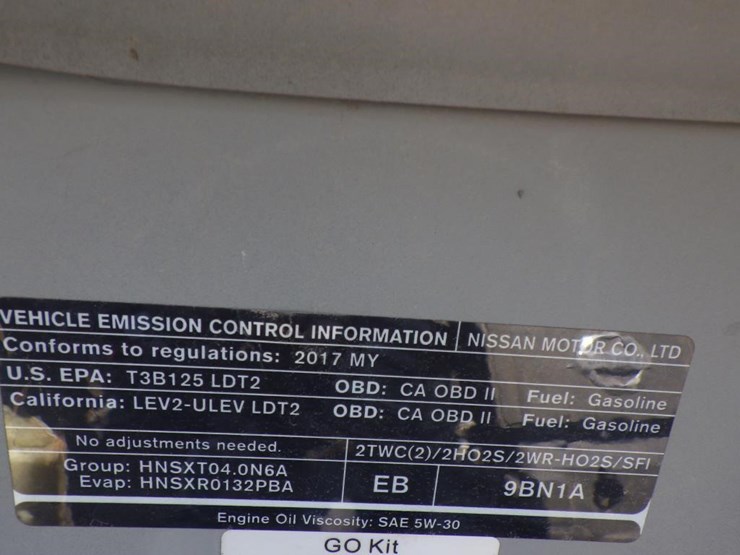 VEHICLE EMISSION CONTROL INFORMATION NISSAN MOTOR CO., LTD
Conforms to regulations: 2017 MY
U.S. EPA: T3B125 LDT2 OBD: CA OBD II Fuel: Gasoline
California: LEV2-ULEV LDT2 OBD: CA OBD II Fuel: Gasoline
No adjustments needed. 2TWC(2)/2HO2S/2WR-HO2S/SFI
Group: HNSXT04.0N6A
Evap: HNSXR0132PBA EB 9BN1A
Engine Oil Viscosity: SAE 5W-30
GO Kit